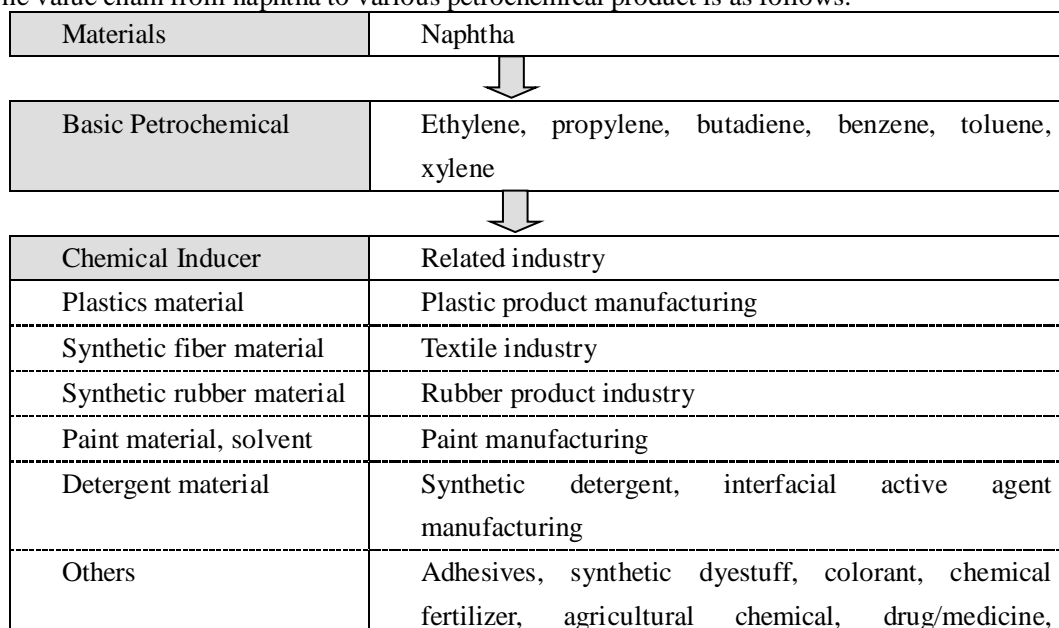 The value chain from naphtha to various petrochemical product is as follows:
Materials Naphtha
Basic Petrochemical Ethylene, propylene, butadiene, benzene, toluene,
xylene
Chemical Inducer Related industry
Plastics material Plastic product manufacturing
Synthetic fiber material Textile industry
Synthetic rubber material Rubber product industry
Paint material, solvent Paint manufacturing
Detergent material Synthetic detergent, interfacial active agent
manufacturing
Others Adhesives, synthetic dyestuff, colorant, chemical
fertilizer, agricultural chemical, drug/medicine,